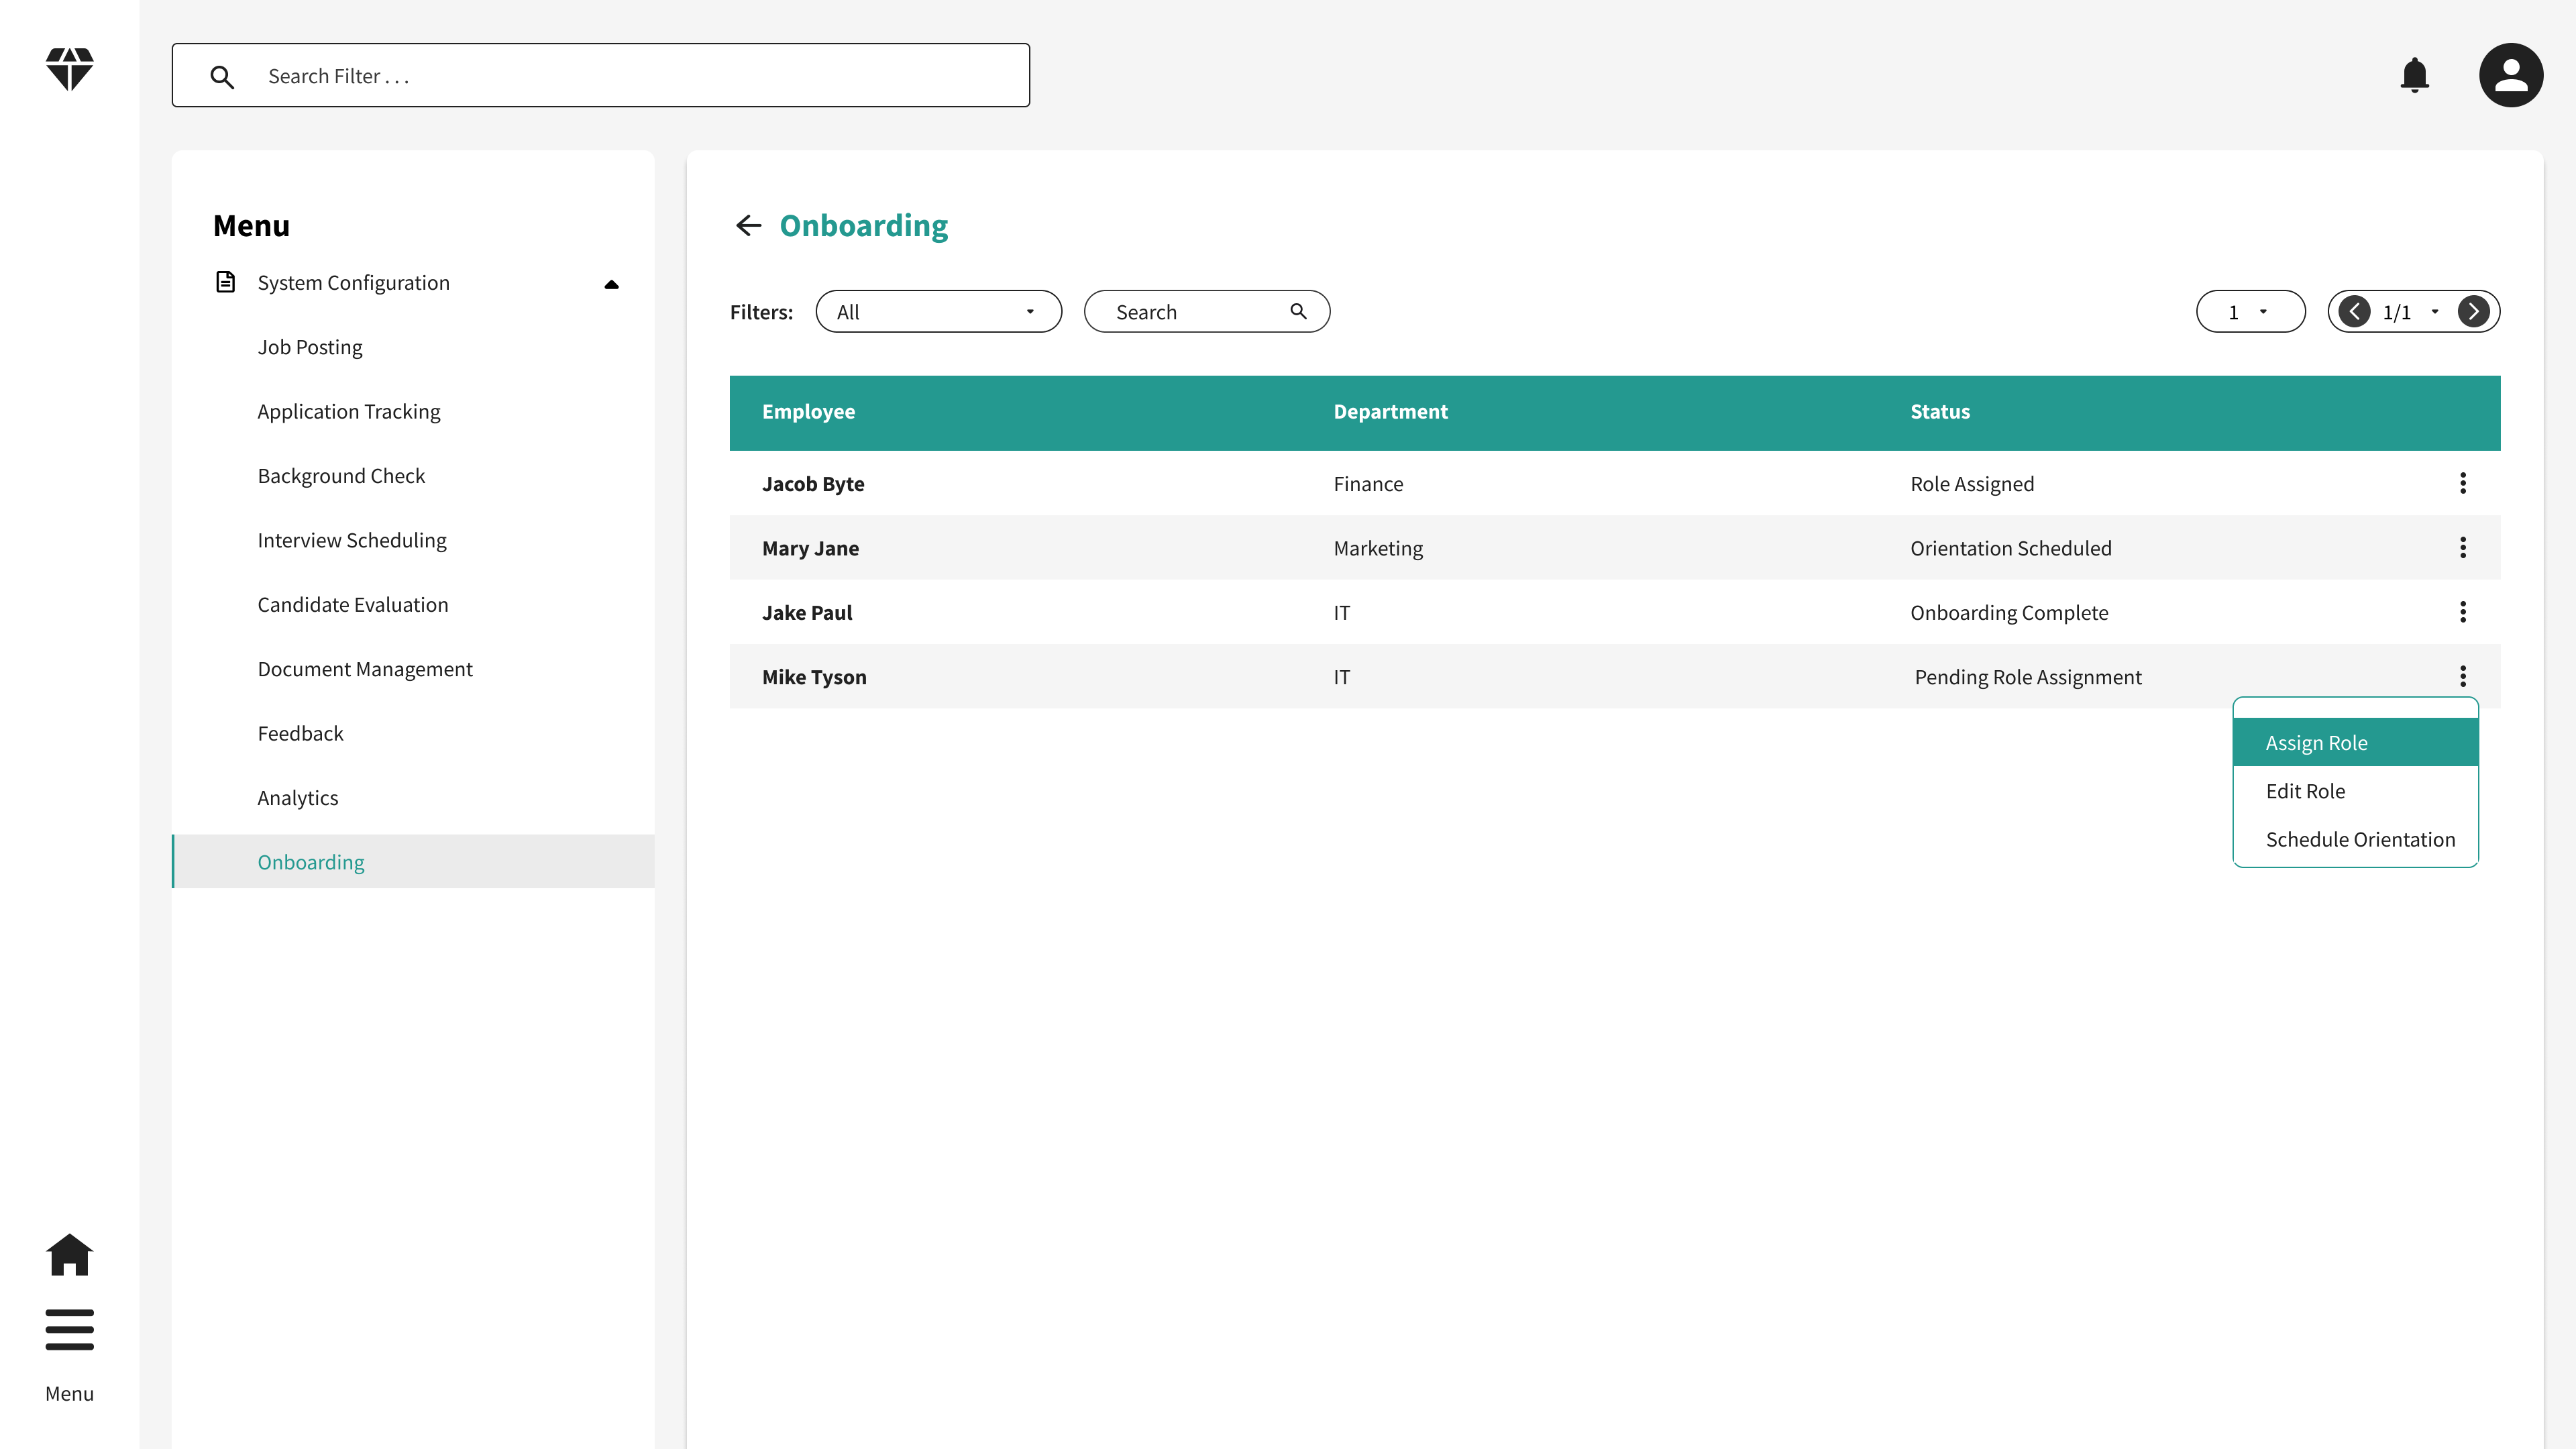 Search Filter . . .
Menu
System Configuration
Job Posting
Application Tracking
Background Check
Interview Scheduling
Candidate Evaluation
Document Management
Feedback
Analytics
Onboarding
Menu
Onboarding
Filters: All Search 1 1/1
Employee Department Status
Jacob Byte Finance Role Assigned
Mary Jane Marketing Orientation Scheduled
Jake Paul IT Onboarding Complete
Mike Tyson IT Pending Role Assignment
Assign Role
Edit Role
Schedule Orientation